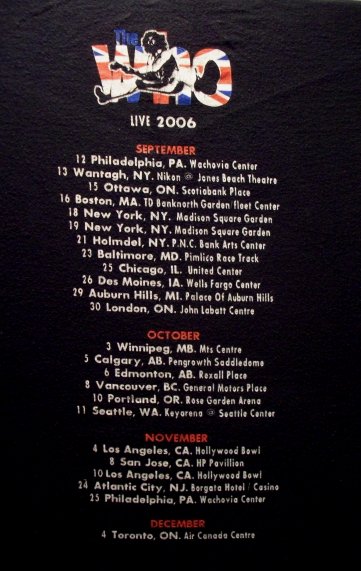 The
WHO
LIVE 2006
SEPTEMBER
12 Philadelphia, PA. Wachovia Center
13 Wantagh, NY. Nikon @ Jones Beach Theatre
15 Ottawa, ON. Scotiabank Place
16 Boston, MA. TD Banknorth Garden fleet Center
18 New York, NY. Madison Square Garden
19 New York, NY. Madison Square Garden
21 Holmdel, NY. P.N.C. Bank Arts Center
23 Baltimore, MD. Pimlico Race Track
25 Chicago, IL. United Center
26 Des Moines, IA. Wells Fargo Center
29 Auburn Hills, MI. Palace Of Auburn Hills
30 London, ON. John Labatt Centre
OCTOBER
3 Winnipeg, MB. Mts Centre
5 Calgary, AB. Pengrowth Saddledome
6 Edmonton, AB. Rexall Place
8 Vancouver, BC. General Motors Place
10 Portland, OR. Rose Garden Arena
11 Seattle, WA. Keyarena @ Seattle Center
NOVEMBER
4 Los Angeles, CA. Hollywood Bowl
8 San Jose, CA. HP Pavillion
10 Los Angeles, CA. Hollywood Bowl
24 Atlantic City, NJ. Borgata Hotel / Casino
25 Philadelphia, PA. Wachovia Center
DECEMBER
4 Toronto, ON. Air Canada Centre